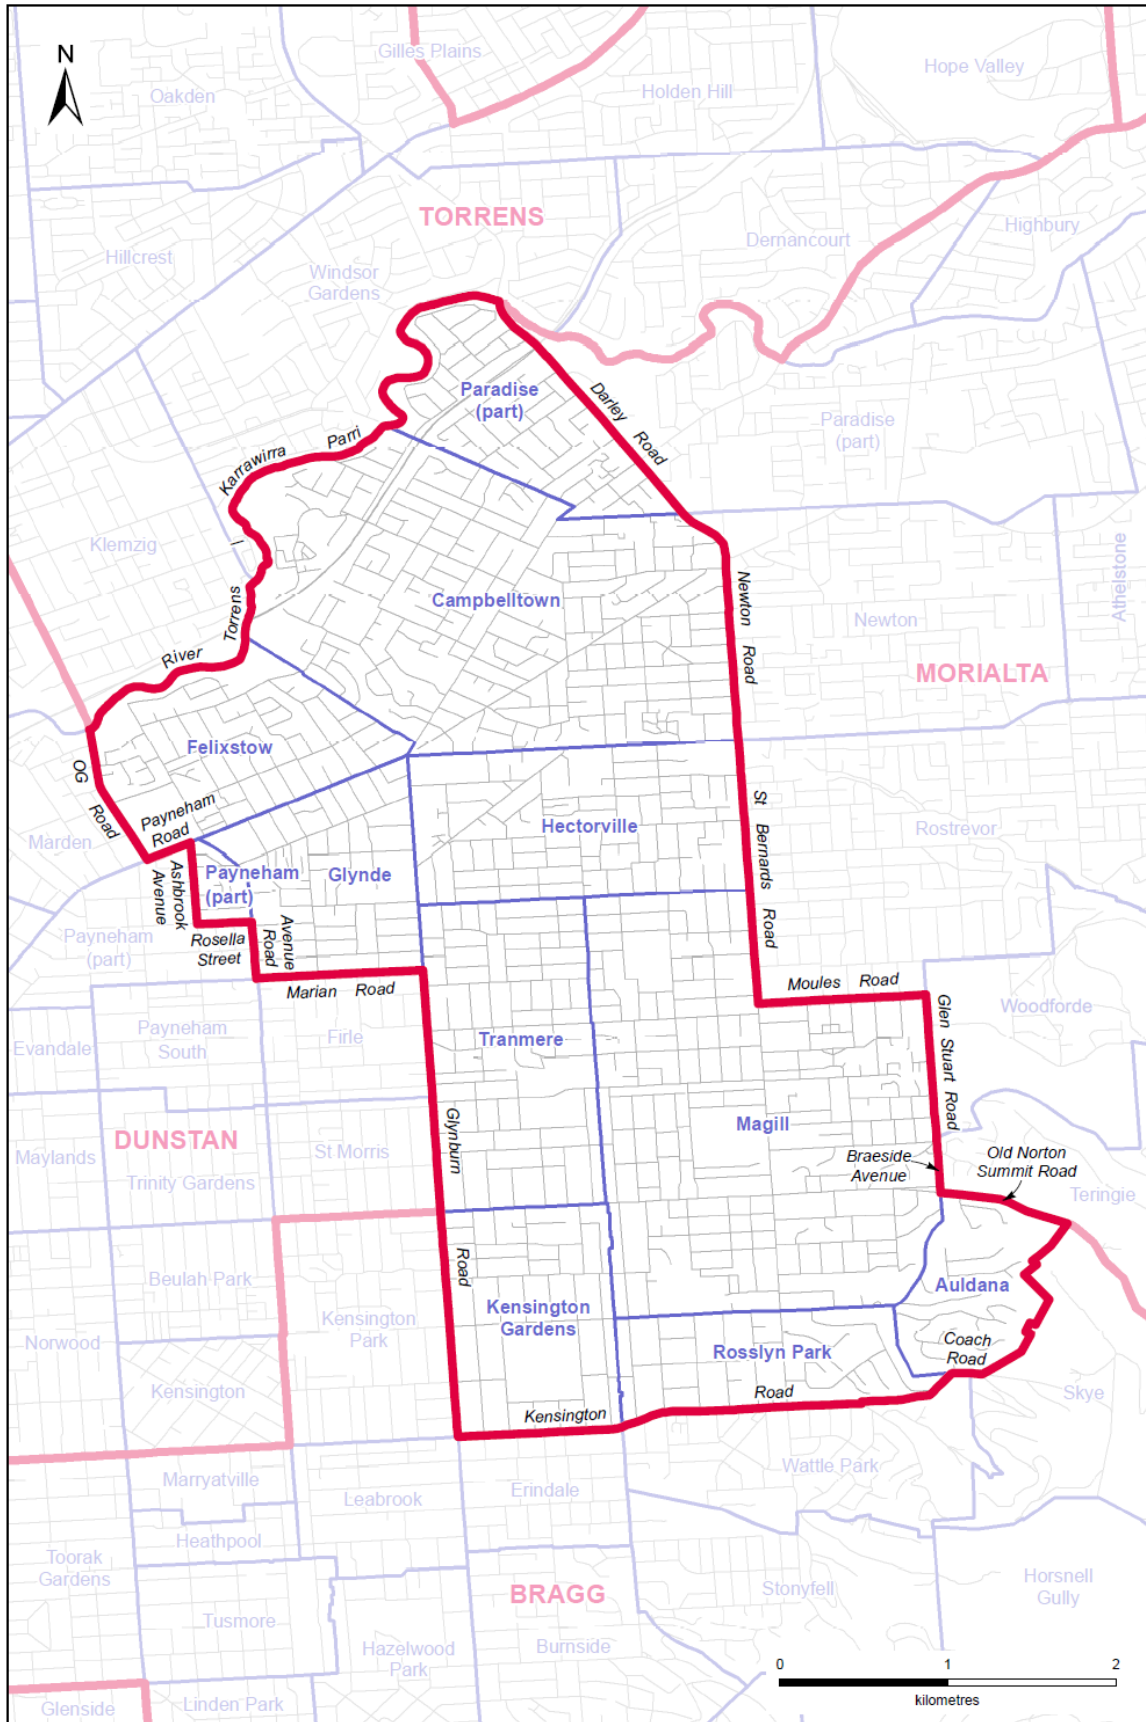 Gilles Plains
Hope Valley
N
Oakden
Holden Hill
TORRENS
Highbury
Dernancourt
Hillcrest
Windsor
Gardens
Paradise
(part)
Darley Road
Paradise
(part)
Karrawirra Parri
Klemzig
Newton Road
Athelstone
Campbelltown
Newton
River Torrens
MORIALTA
Felixstow
OG Road
Payneham
Road
St Bernards Road
Hectorville
Rostrevor
Marden
Ashbrook
Avenue
Payneham
(part)
Glynde
Payneham
(part)
Rosella
Street
Avenue
Road
Marian Road
Moules Road
Glen Stuart Road
Woodforde
Evandale
Payneham
South
Firle
Tranmere
Glynburn Road
Magill
DUNSTAN
St Morris
Maylands
Trinity Gardens
Braeside
Avenue
Old Norton
Summit Road
Teringie
Beulah Park
Auldana
Kensington
Gardens
Kensington
Park
Norwood
Rosslyn Park
Coach
Road
Kensington
Kensington Road
Skye
Wattle Park
Marryatville
Leabrook
Erindale
Heathpool
Toorak
Gardens
BRAGG
Stonyfell
Horsnell
Gully
Tusmore
Hazelwood
Park
Burnside
0 1 2
kilometres
Glenside
Linden Park